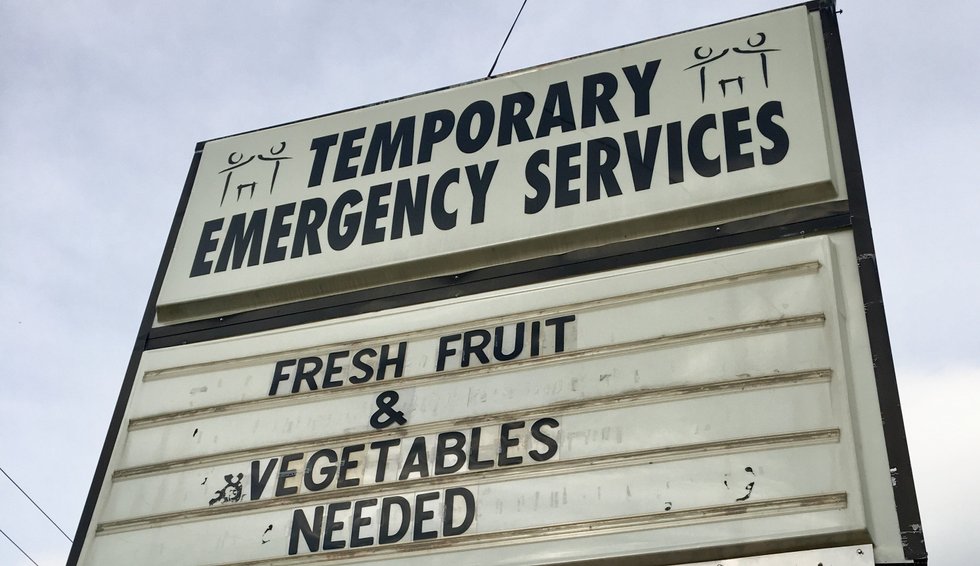 TEMPORARY
EMERGENCY SERVICES
FRESH FRUIT
&
VEGETABLES
NEEDED